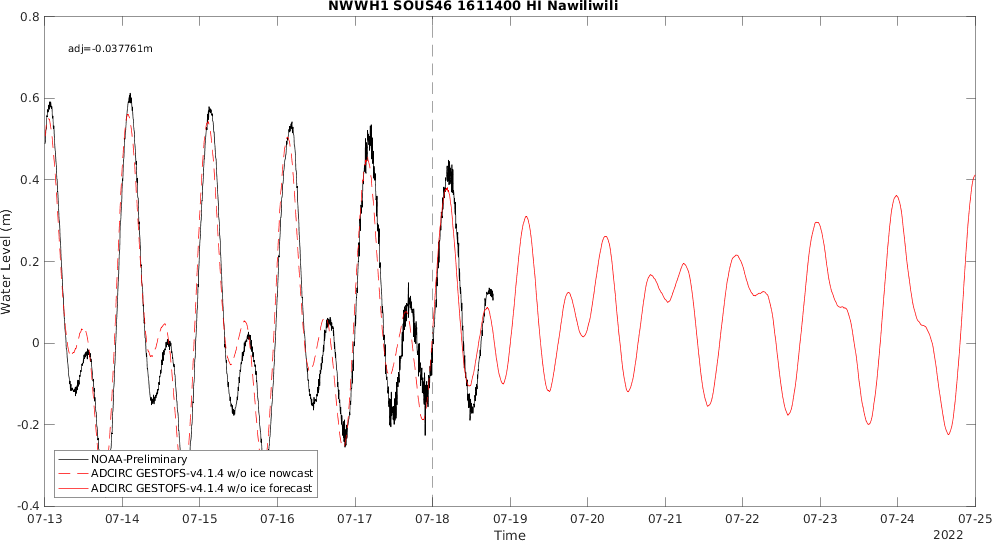 NWWH1 SOUS46 1611400 HI Nawiliwili
adj=-0.037761m
Water Level (m)
0.8
0.6
0.4
0.2
0
-0.2
-0.4
NOAA-Preliminary
ADCIRC GESTOFS-v4.1.4 w/o ice nowcast
ADCIRC GESTOFS-v4.1.4 w/o ice forecast
07-13 07-14 07-15 07-16 07-17 07-18 07-19 07-20 07-21 07-22 07-23 07-24 07-25
Time
2022